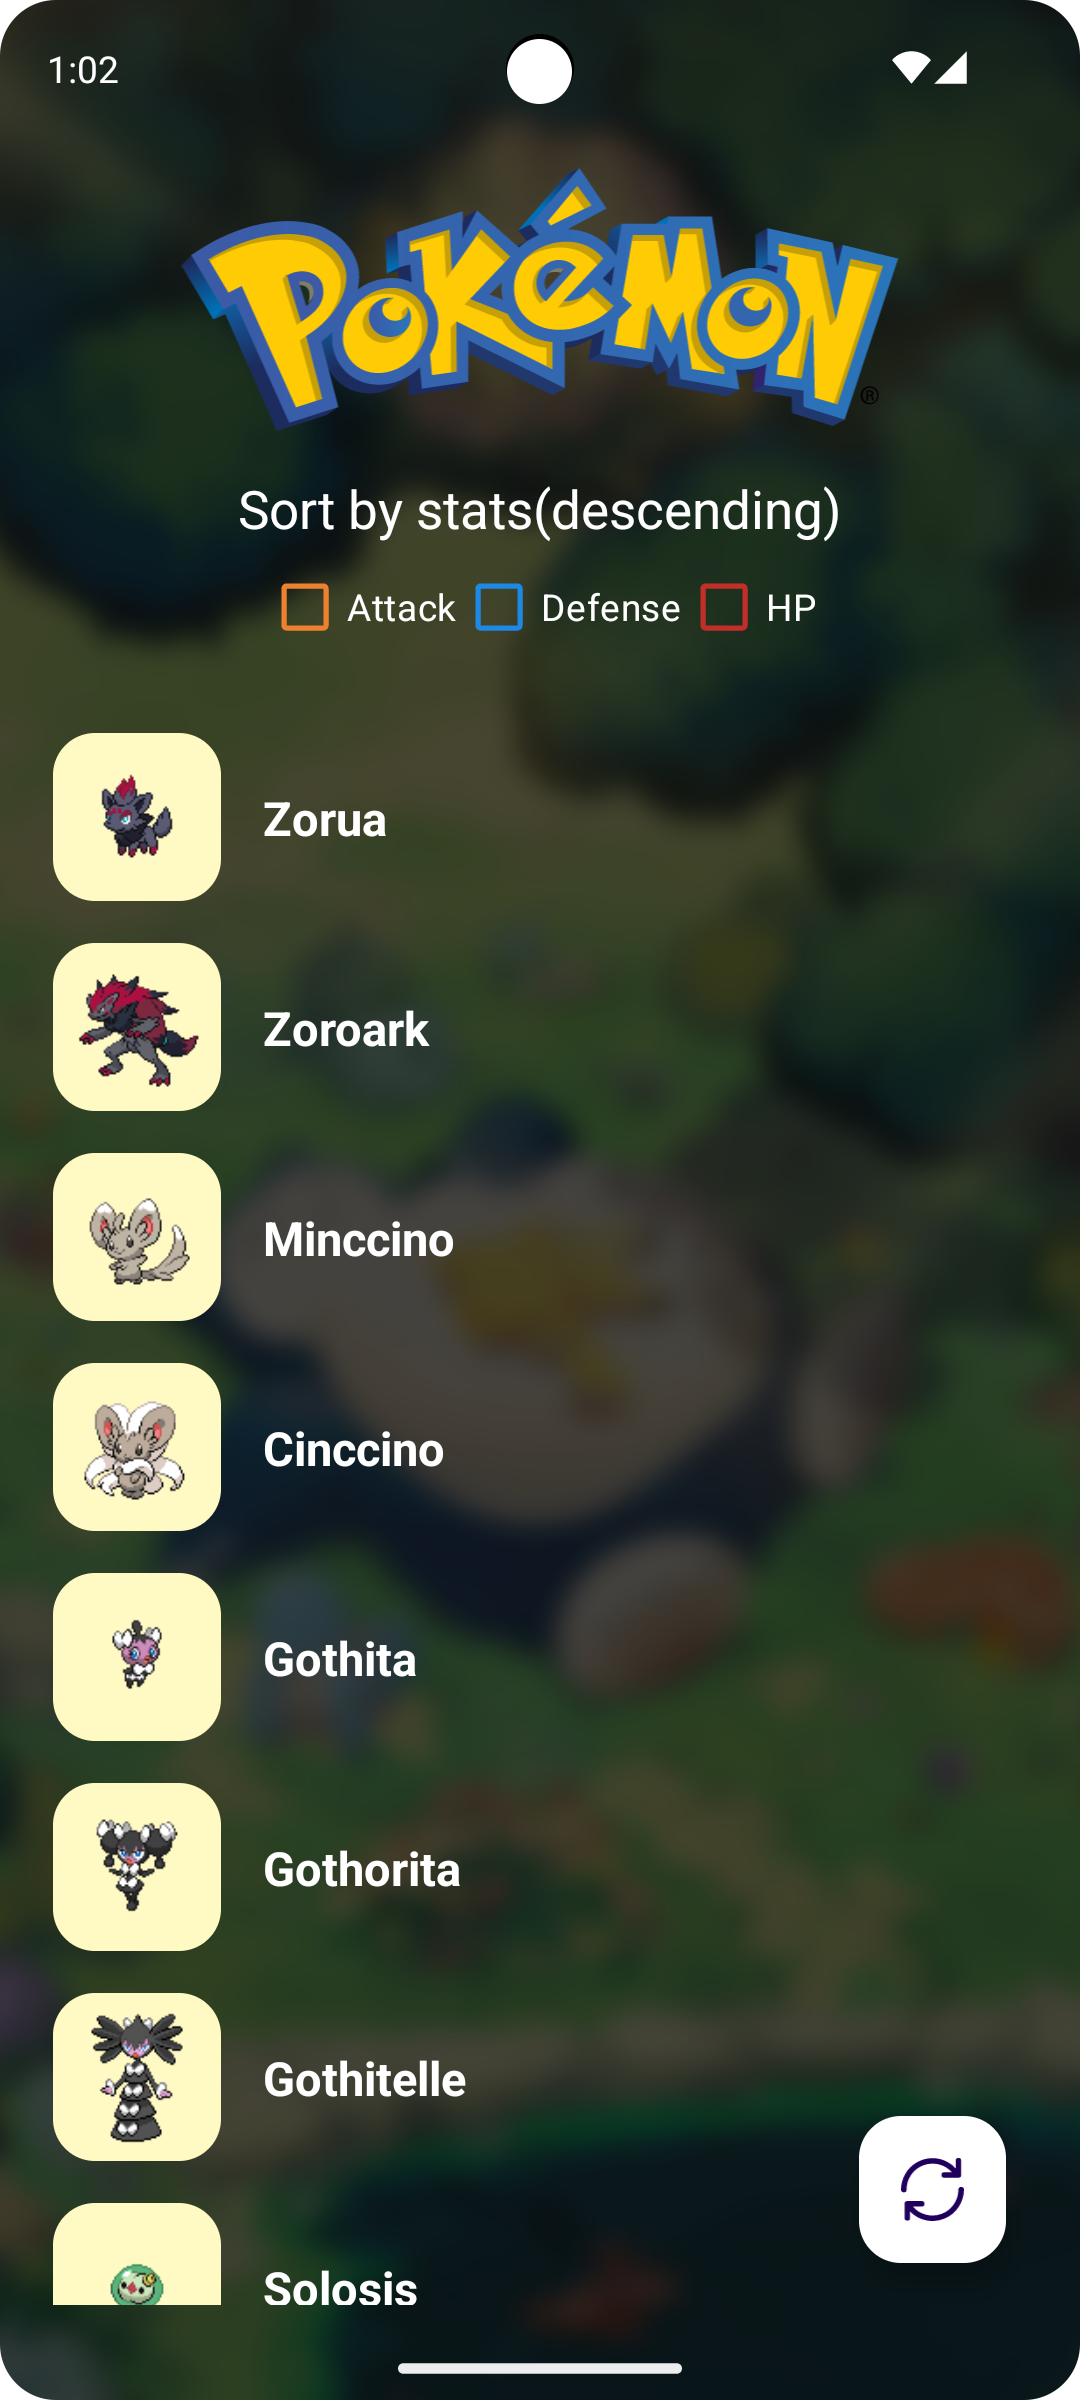 1:02
Pokémon
®
Sort by stats(descending)
Attack Defense HP
Zorua
Zoroark
Minccino
Cinccino
Gothita
Gothorita
Gothitelle
Solosis